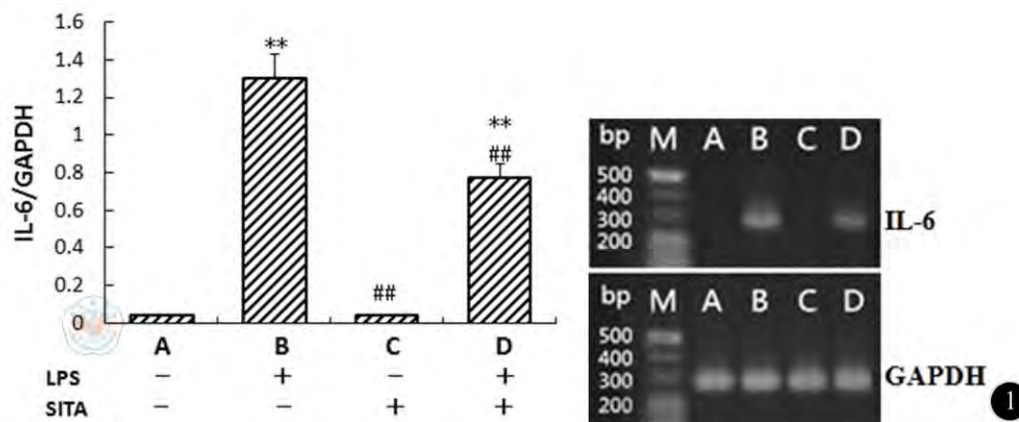 1.6
1.4
1.2
1
0.8
0.6
0.4
0.2
0
IL-6/GAPDH
**
##
**
##
A B C D
LPS − + − +
SITA − − + +
bp M A B C D
500
400
300
200
IL-6
bp M A B C D
500
400
300
200
GAPDH
1